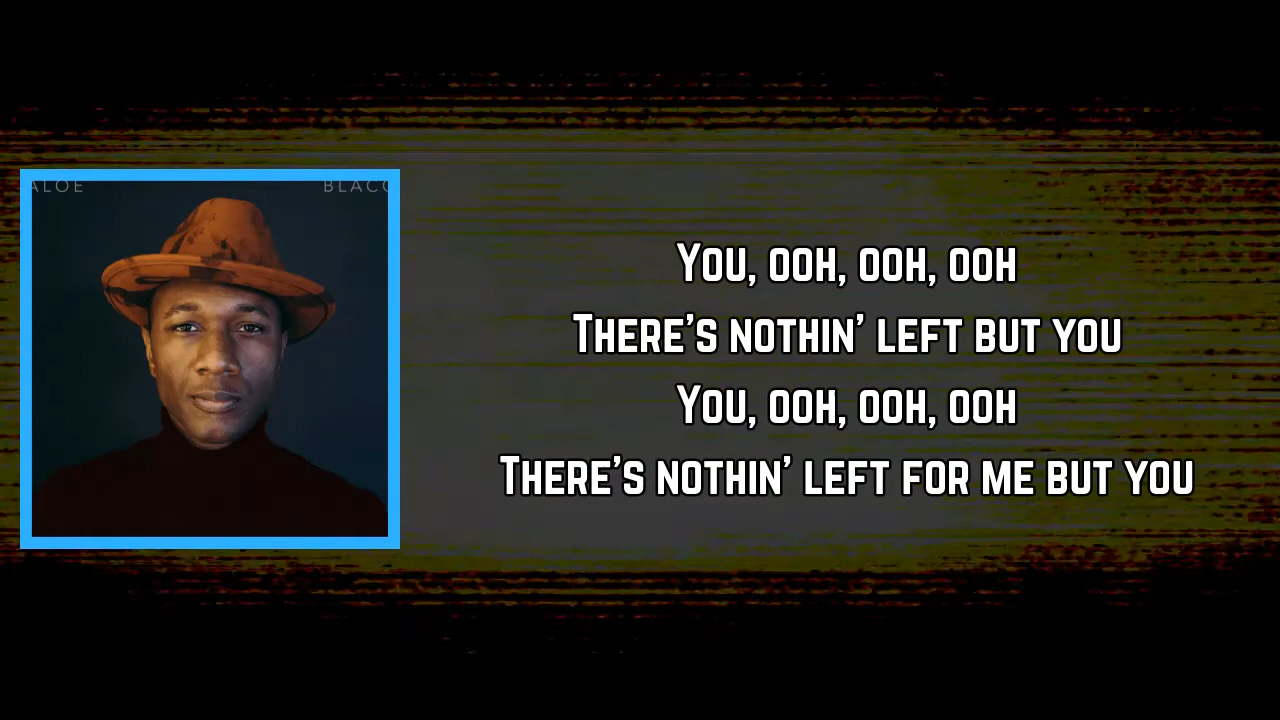 ALOE BLACC
You, ooh, ooh, ooh
There's nothin' left but you
You, ooh, ooh, ooh
There's nothin' left for me but you